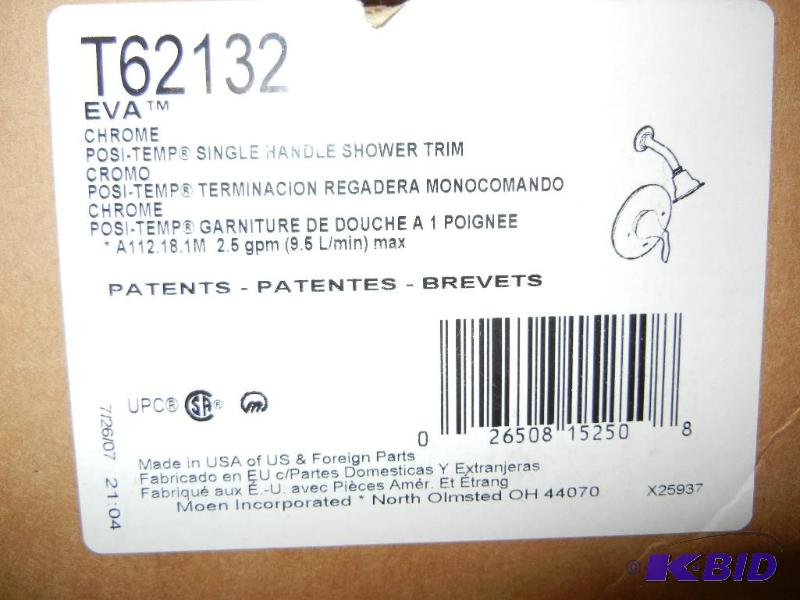 T62132
EVA™
CHROME
POSI-TEMP® SINGLE HANDLE SHOWER TRIM
CROMO
POSI-TEMP® TERMINACION REGADERA MONOCOMANDO
CHROME
POSI-TEMP® GARNITURE DE DOUCHE A 1 POIGNEE
* A112.18.1M 2.5 gpm (9.5 L/min) max
PATENTS - PATENTES - BREVETS
UPC® SA®
0 26508 15250 8
7/26/07 21:04
Made in USA of US & Foreign Parts
Fabricado en EU c/Partes Domesticas Y Extranjeras
Fabriqué aux É.-U. avec Pièces Amér. Et Étrang
Moen Incorporated * North Olmsted OH 44070
X25937
© K-BID